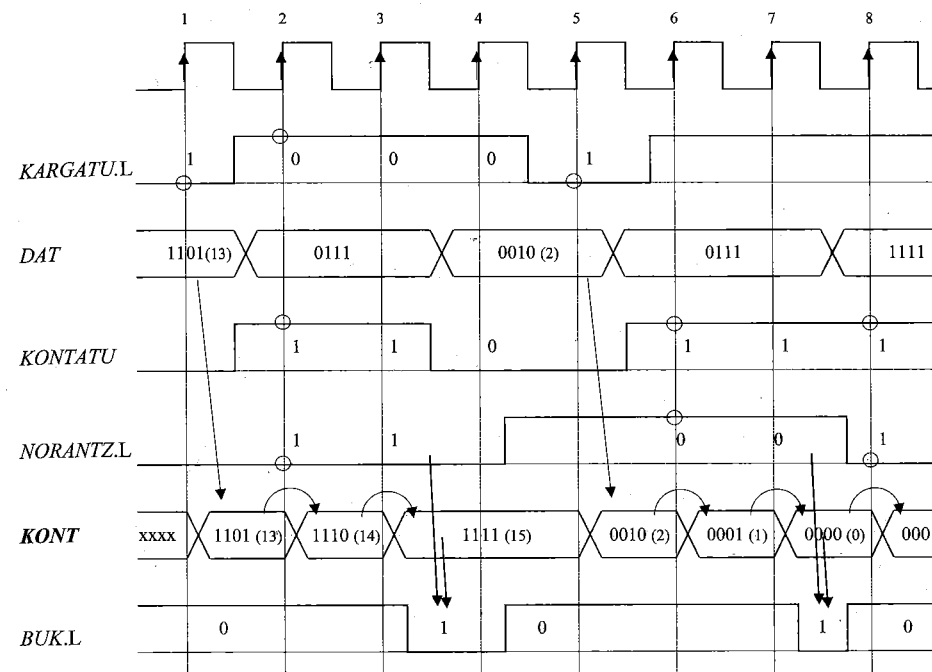 1 2 3 4 5 6 7 8
KARGATU.L 1 0 0 0 1
DAT 1101(13) 0111 0010 (2) 0111 1111
KONTATU 1 1 0 1 1 1
NORANTZ.L 1 1 0 0 1
KONT xxxx 1101 (13) 1110 (14) 1111 (15) 0010 (2) 0001 (1) 0000 (0) 000
BUK.L 0 1 0 1 0